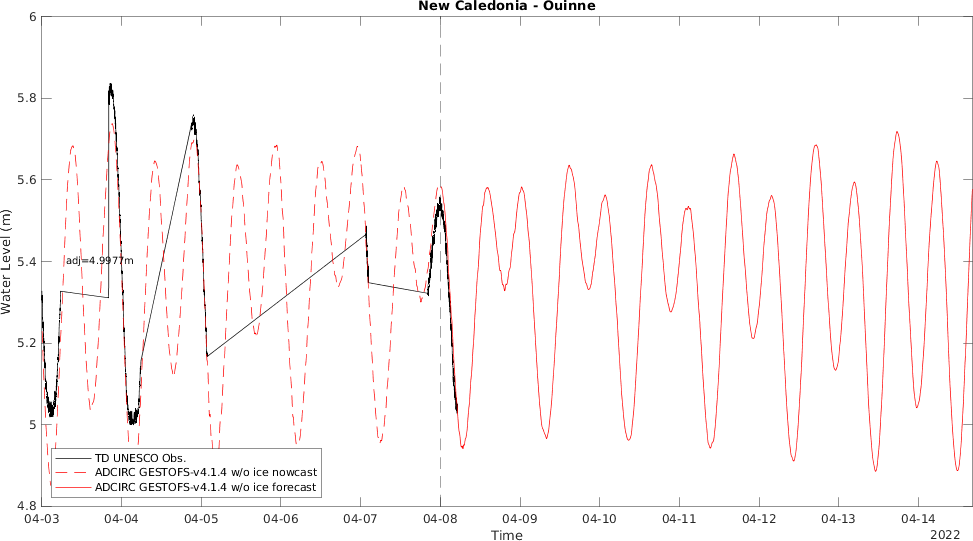 New Caledonia - Ouinne
6
5.8
5.6
5.4
5.2
5
4.8
Water Level (m)
adj=4.9977m
TD UNESCO Obs.
ADCIRC GESTOFS-v4.1.4 w/o ice nowcast
ADCIRC GESTOFS-v4.1.4 w/o ice forecast
04-03 04-04 04-05 04-06 04-07 04-08 04-09 04-10 04-11 04-12 04-13 04-14
Time
2022